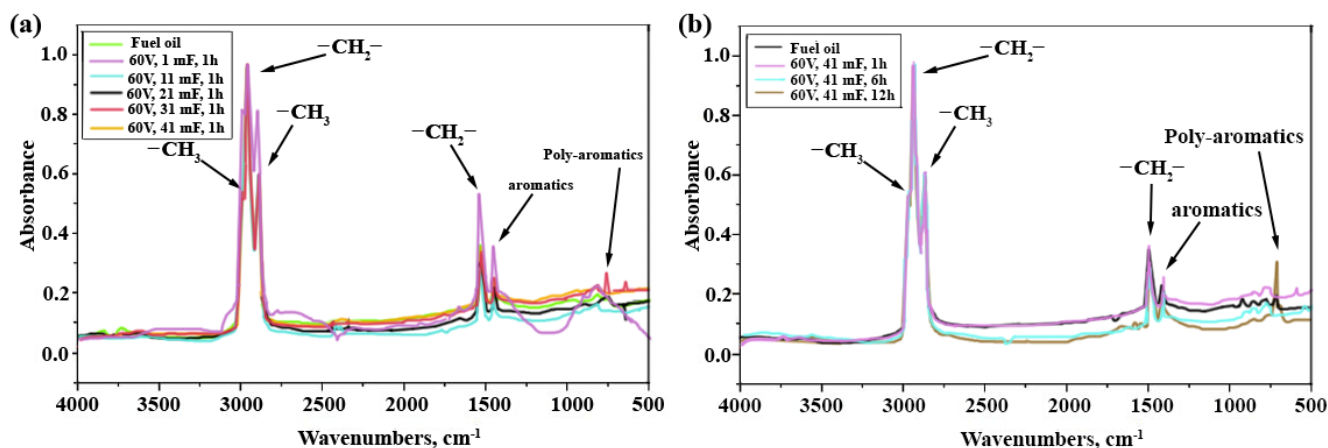 (a)
Fuel oil
60V, 1 mF, 1h
60V, 11 mF, 1h
60V, 21 mF, 1h
60V, 31 mF, 1h
60V, 41 mF, 1h
−CH₂−
−CH₃
−CH₃
−CH₂−
Poly-aromatics
aromatics
Absorbance
1.0
0.8
0.6
0.4
0.2
0.0
4000 3000 2500 2000 1500 1000 500
Wavenumbers, cm⁻¹
(b)
Fuel oil
60V, 41 mF, 1h
60V, 41 mF, 6h
60V, 41 mF, 12h
−CH₂−
−CH₃
−CH₃
−CH₂−
Poly-aromatics
aromatics
Absorbance
1.0
0.8
0.6
0.4
0.2
0.0
4000 3500 3000 2500 2000 1500 1000 500
Wavenumbers, cm⁻¹